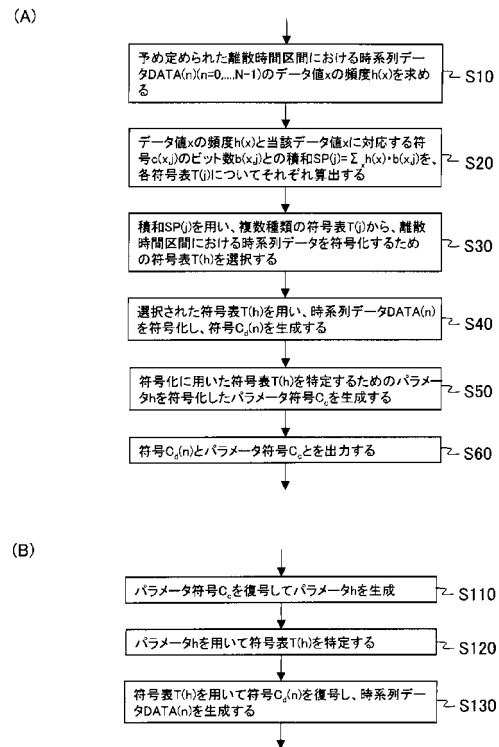 (A)
予め定められた離散時間区間における時系列デー
タDATA(n)(n=0,...,N-1)のデータ値xの頻度h(x)を求め
る
S10
データ値xの頻度h(x)と当該データ値xに対応する符
号c(x,j)のビット数b(x,j)との積和SP(j)=Σₓh(x)・b(x,j)を、
各符号表T(j)についてそれぞれ算出する
S20
積和SP(j)を用い、複数種類の符号表T(j)から、離散
時間区間における時系列データを符号化するため
の符号表T(h)を選択する
S30
選択された符号表T(h)を用い、時系列データDATA(n)
を符号化し、符号C_d(n)を生成する
S40
符号化に用いた符号表T(h)を特定するためのパラメー
タhを符号化したパラメータ符号C_cを生成する
S50
符号C_d(n)とパラメータ符号C_cとを出力する
S60
(B)
パラメータ符号C_cを復号してパラメータhを生成
S110
パラメータhを用いて符号表T(h)を特定する
S120
符号表T(h)を用いて符号C_d(n)を復号し、時系列デー
タDATA(n)を生成する
S130